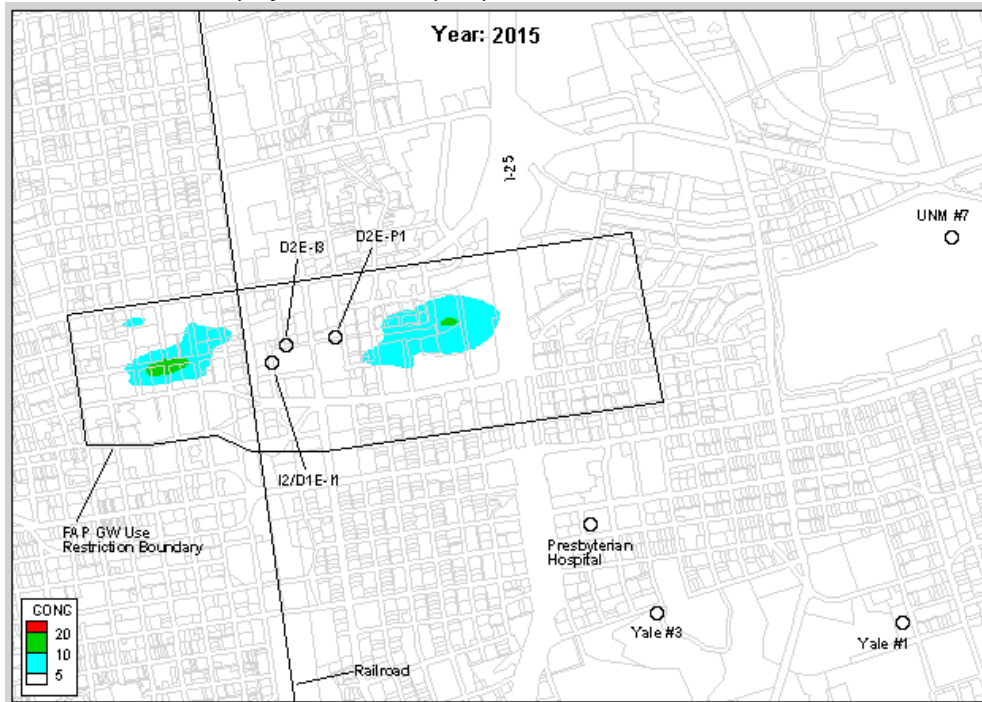 Year: 2015
I-25
UNM #7
D2E-I3
D2E-P1
I2/D1E-I1
FAP GW Use
Restriction Boundary
Presbyterian
Hospital
Yale #3
Yale #1
Railroad
CONC
20
10
5